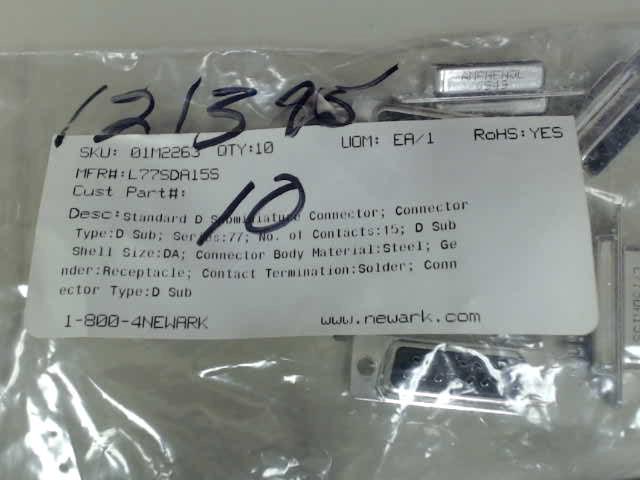 AMPHENOL
121395
SKU: 01M2263 QTY:10 UOM: EA/1 RoHS:YES
MFR#:L77SDA15S
Cust Part#:
10
Desc:Standard D Subminiature Connector; Connector
Type:D Sub; Series:77; No. of Contacts:15; D Sub
Shell Size:DA; Connector Body Material:Steel; Ge
nder:Receptacle; Contact Termination:Solder; Conn
ector Type:D Sub
1-800-4NEWARK www.newark.com